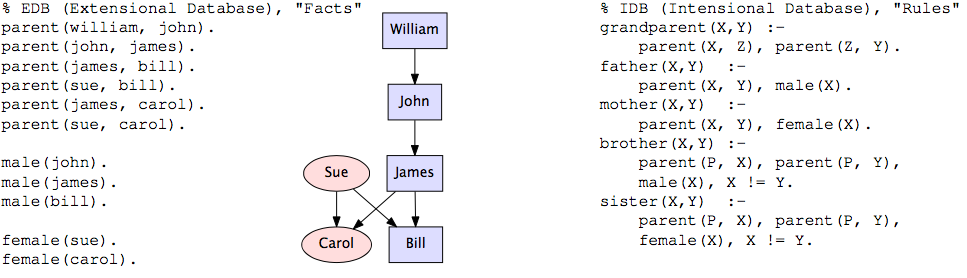 % EDB (Extensional Database), "Facts"
parent(william, john).
parent(john, james).
parent(james, bill).
parent(sue, bill).
parent(james, carol).
parent(sue, carol).
male(john).
male(james).
male(bill).
female(sue).
female(carol).
William
John
Sue
James
Carol
Bill
% IDB (Intensional Database), "Rules"
grandparent(X,Y) :-
parent(X, Z), parent(Z, Y).
father(X,Y) :-
parent(X, Y), male(X).
mother(X,Y) :-
parent(X, Y), female(X).
brother(X,Y) :-
parent(P, X), parent(P, Y),
male(X), X != Y.
sister(X,Y) :-
parent(P, X), parent(P, Y),
female(X), X != Y.